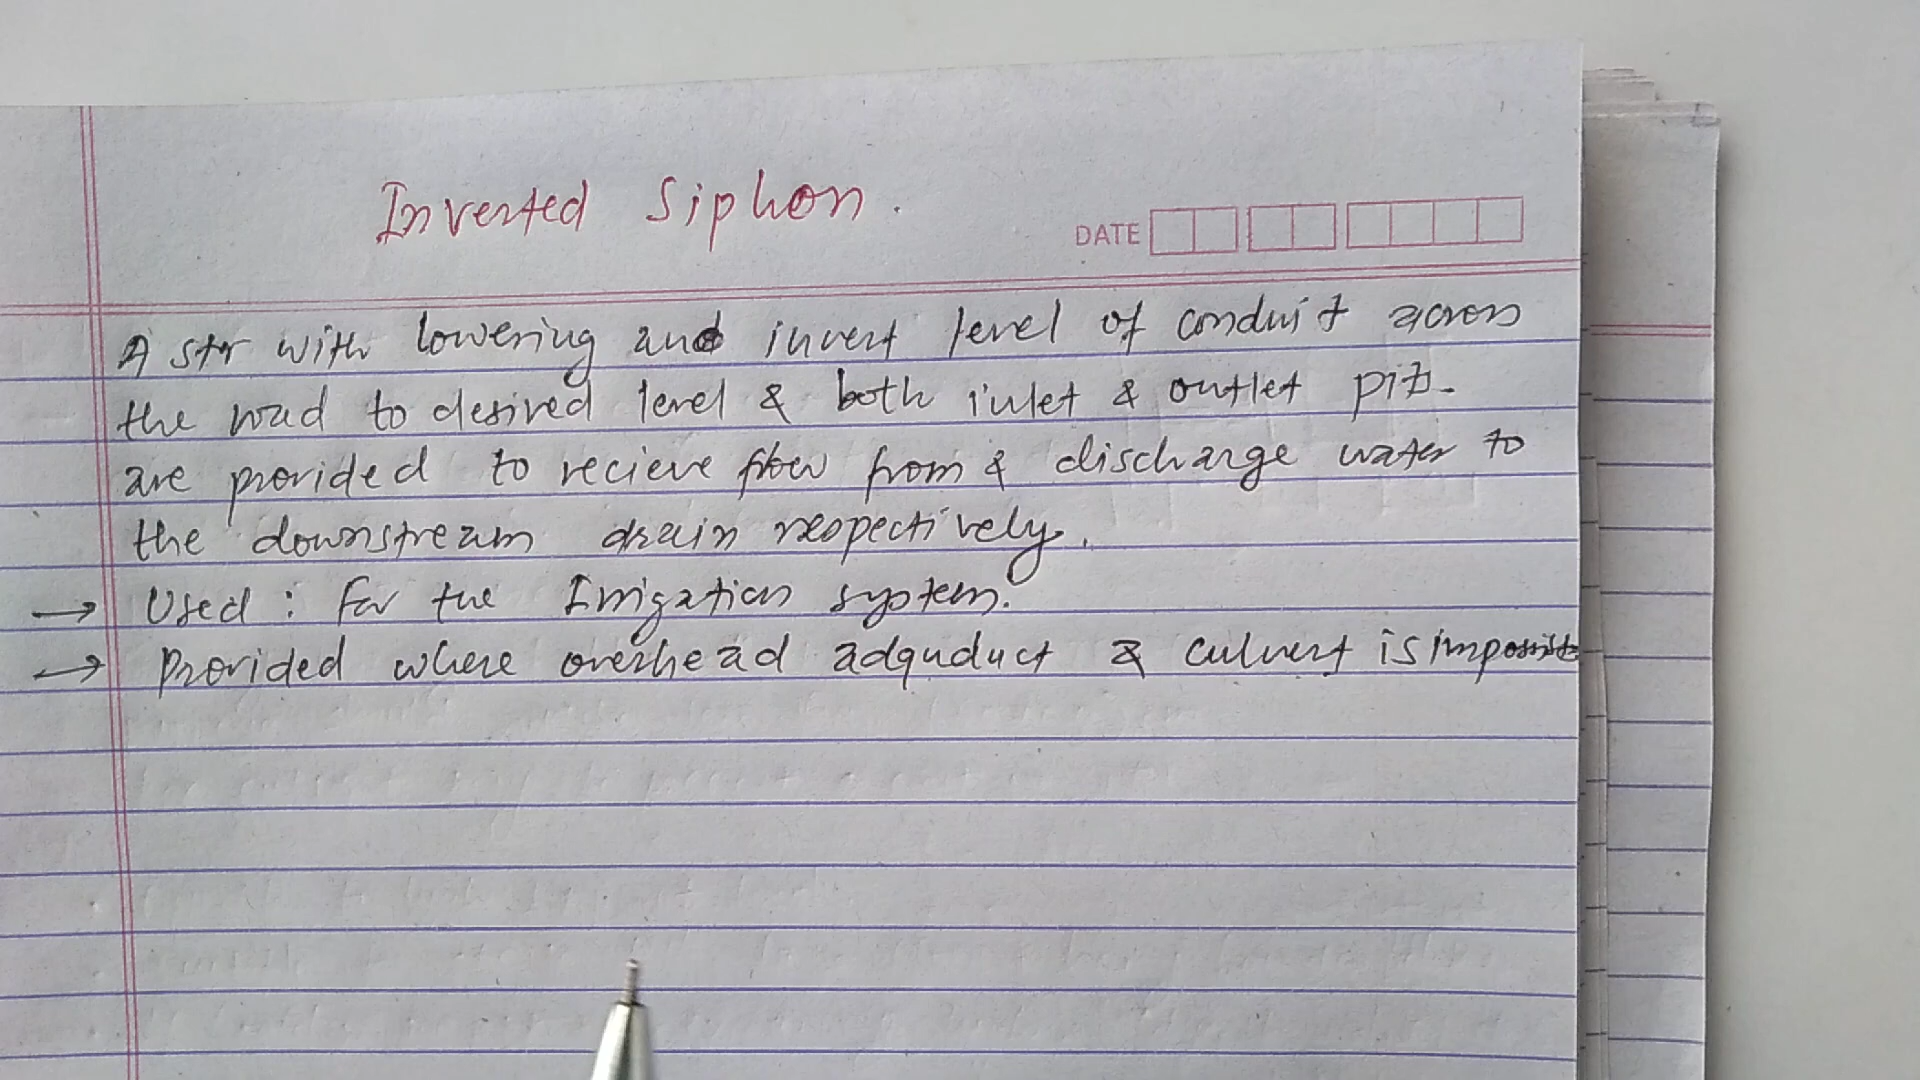 Inverted Siphon.
DATE
A str with lowering and invert level of conduit across
the road to desired level & both inlet & outlet pit
are provided to recieve flow from & discharge water to
the downstream drain respectively.
→ Used : For the Irrigation system.
→ Provided where overhead adquduct & culvert is impossible